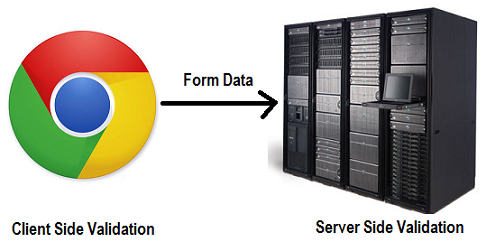 Form Data
Client Side Validation
Server Side Validation